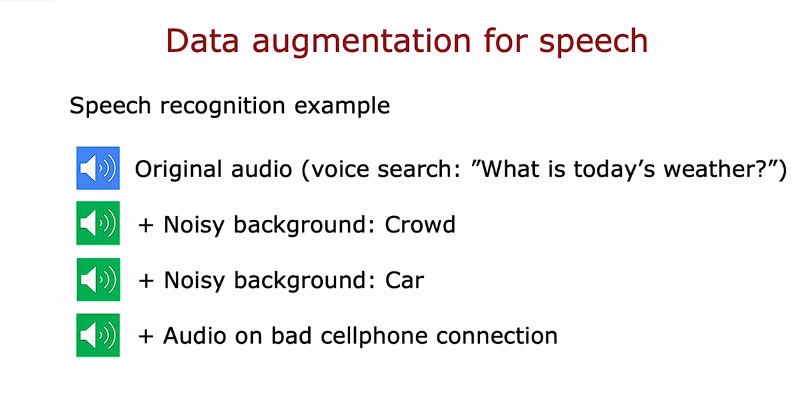 Data augmentation for speech
Speech recognition example
Original audio (voice search: ”What is today’s weather?”)
+ Noisy background: Crowd
+ Noisy background: Car
+ Audio on bad cellphone connection